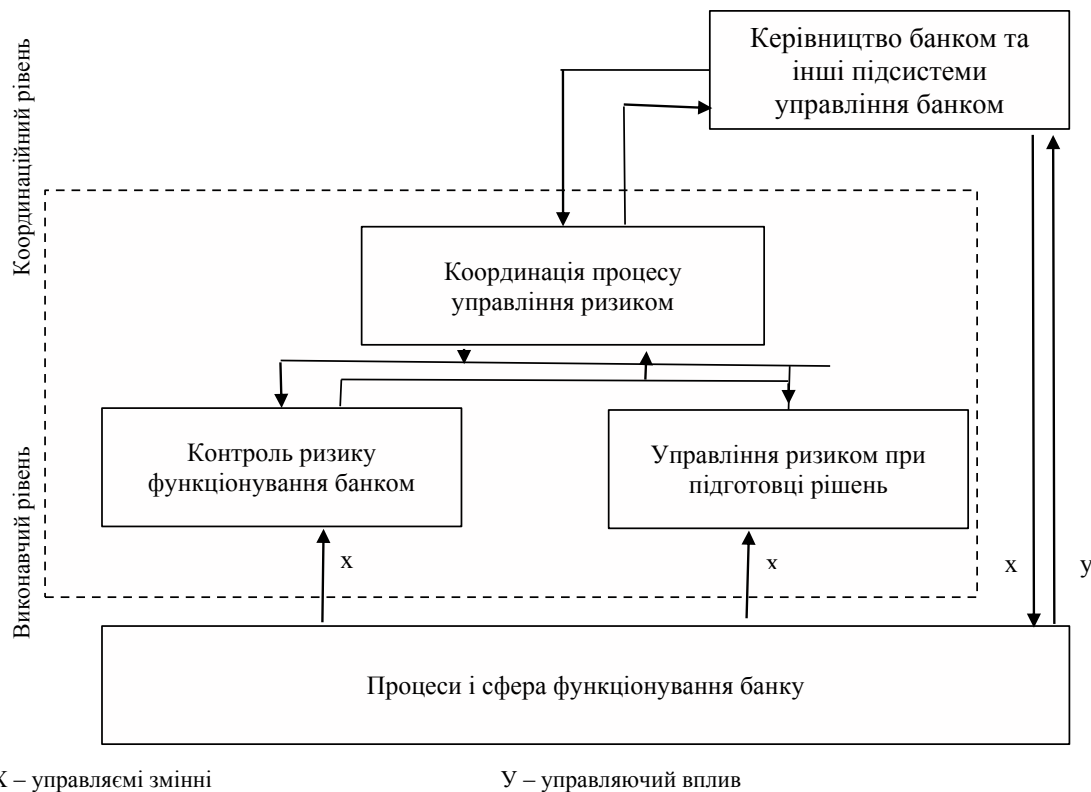 Керівництво банком та
інші підсистеми
управління банком
Координаційний рівень
Координація процесу
управління ризиком
Контроль ризику
функціонування банком
Управління ризиком при
підготовці рішень
Виконавчий рівень
х
х
х
у
Процеси і сфера функціонування банку
Х – управляємі змінні
У – управляючий вплив